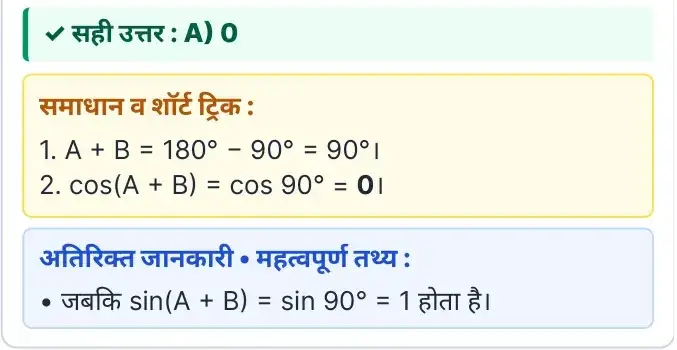 ✓ सही उत्तर : A) 0
समाधान व शॉर्ट ट्रिक :
1. A + B = 180° − 90° = 90°।
2. cos(A + B) = cos 90° = 0।
अतिरिक्त जानकारी • महत्वपूर्ण तथ्य :
• जबकि sin(A + B) = sin 90° = 1 होता है।